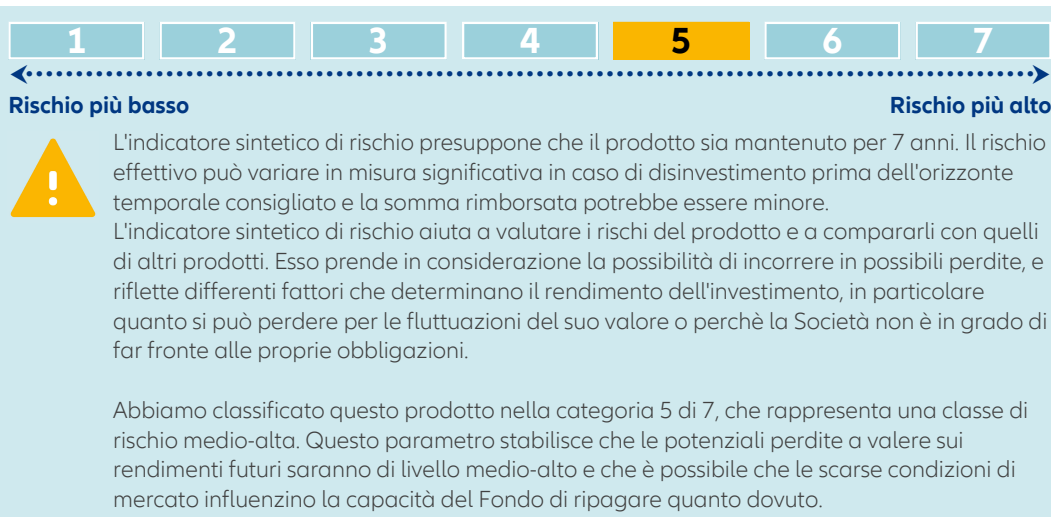 1 2 3 4 5 6 7
Rischio più basso Rischio più alto
L'indicatore sintetico di rischio presuppone che il prodotto sia mantenuto per 7 anni. Il rischio
effettivo può variare in misura significativa in caso di disinvestimento prima dell'orizzonte
temporale consigliato e la somma rimborsata potrebbe essere minore.
L'indicatore sintetico di rischio aiuta a valutare i rischi del prodotto e a compararli con quelli
di altri prodotti. Esso prende in considerazione la possibilità di incorrere in possibili perdite, e
riflette differenti fattori che determinano il rendimento dell'investimento, in particolare
quanto si può perdere per le fluttuazioni del suo valore o perchè la Società non è in grado di
far fronte alle proprie obbligazioni.
Abbiamo classificato questo prodotto nella categoria 5 di 7, che rappresenta una classe di
rischio medio-alta. Questo parametro stabilisce che le potenziali perdite a valere sui
rendimenti futuri saranno di livello medio-alto e che è possibile che le scarse condizioni di
mercato influenzino la capacità del Fondo di ripagare quanto dovuto.